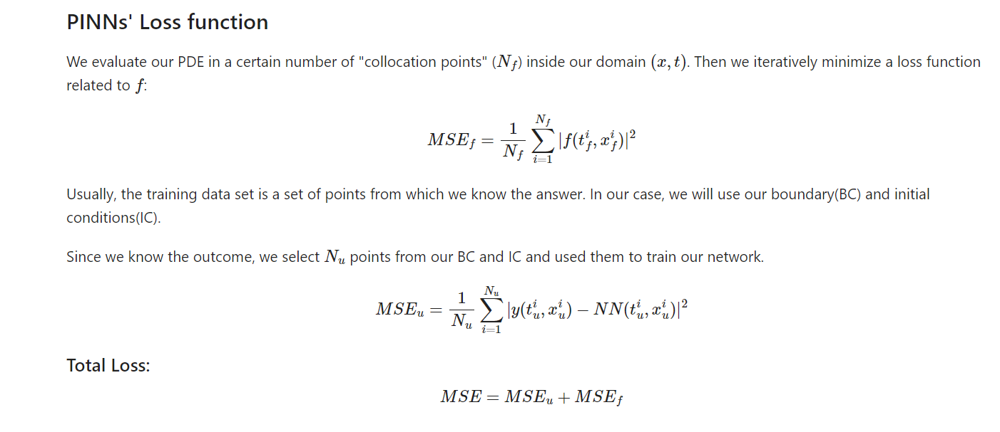 PINNs' Loss function
We evaluate our PDE in a certain number of "collocation points" (N_f) inside our domain (x, t). Then we iteratively minimize a loss function
related to f:
MSE_f = \frac{1}{N_f} \sum_{i=1}^{N_f} |f(t_f^i, x_f^i)|^2
Usually, the training data set is a set of points from which we know the answer. In our case, we will use our boundary(BC) and initial
conditions(IC).
Since we know the outcome, we select N_u points from our BC and IC and used them to train our network.
MSE_u = \frac{1}{N_u} \sum_{i=1}^{N_u} |y(t_u^i, x_u^i) − NN(t_u^i, x_u^i)|^2
Total Loss:
MSE = MSE_u + MSE_f